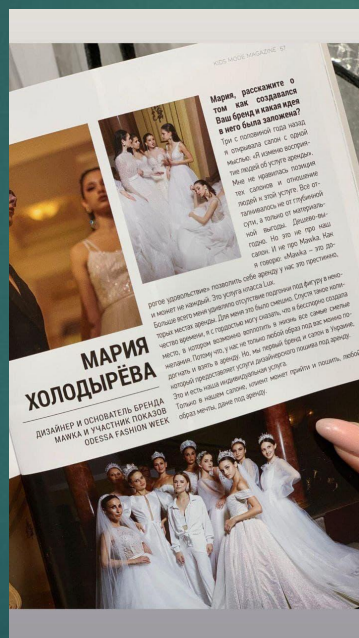 KIDS MODE MAGAZINE 57
Мария, расскажите о
том как создавался
Ваш бренд и какая идея
в него была заложена?
Три с половиной года назад
я открывала салон с одной
мыслью: «Я изменю восприя-
тие людей об услуге аренды».
Мне не нравилась позиция
тех салонов и отношение
людей к этой услуге. Все от-
талкивалось не от глубинной
сути, а только от материаль-
ной выгоды. Дешево-вы-
годно. Но это не про наш
салон. И не про Mawka. Как
я говорю: «Mawka – это до-
рогое удовольствие» позволить себе аренду у нас это престижно,
и может не каждый. Это услуга класса Lux.
Больше всего меня удивляло отсутствие подгонки под фигуру в неко-
торых местах аренды. Для меня это было смешно. Спустя такое коли-
чество времени, я с гордостью могу сказать, что я бесспорно создала
место, в котором возможно воплотить в жизнь все самые смелые
желания. Потому что, у нас не только любой образ под вас можно по-
догнать и взять в аренду. Но, мы первый бренд и салон в Украине,
который предоставляет услуги дизайнерского пошива под аренду.
Это и есть наша индивидуальная услуга.
Только в нашем салоне, клиент может прийти и пошить, любой
образ мечты, даже под аренду.
МАРИЯ
ХОЛОДЫРЁВА
ДИЗАЙНЕР И ОСНОВАТЕЛЬ БРЕНДА
MAWKA И УЧАСТНИК ПОКАЗОВ
ODESSA FASHION WEEK